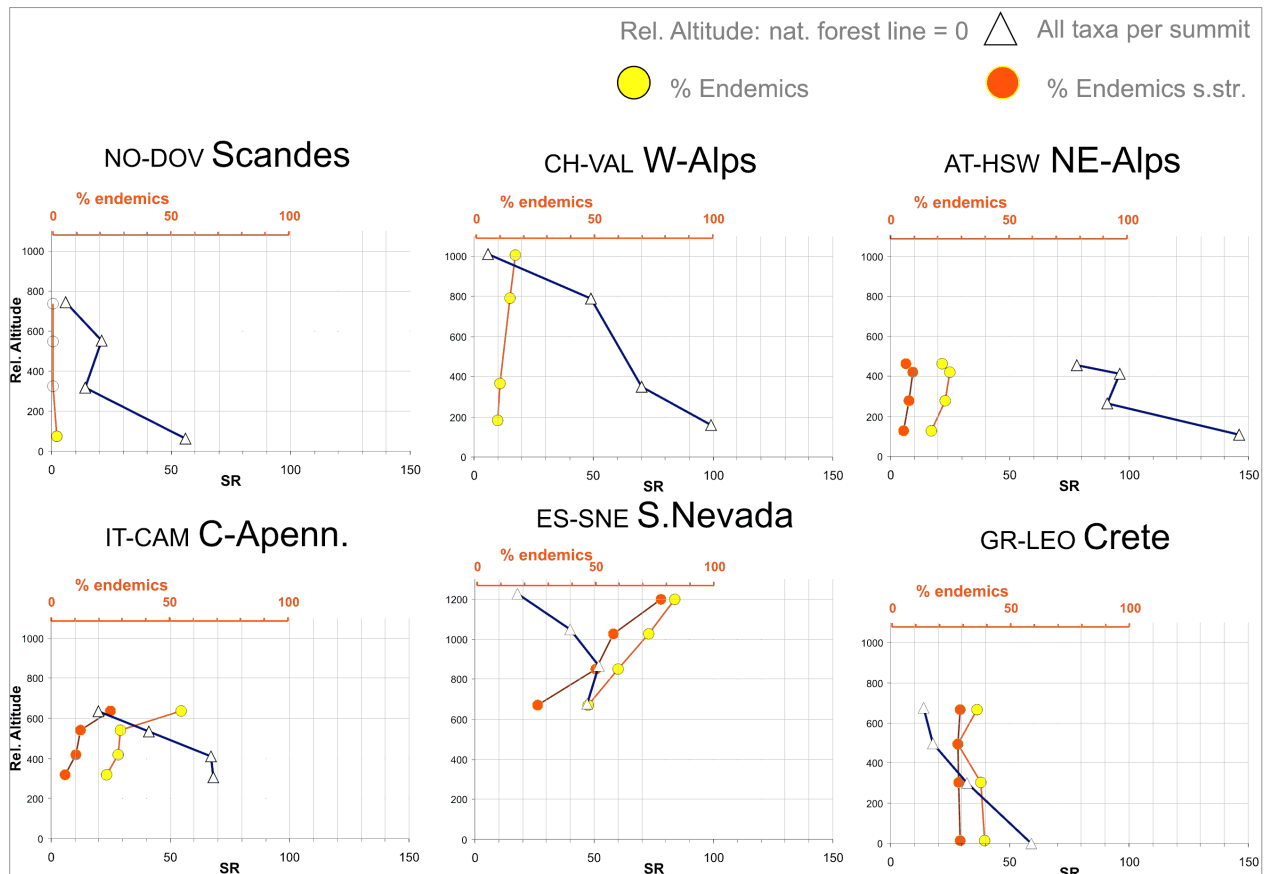 Rel. Altitude: nat. forest line = 0 All taxa per summit
% Endemics % Endemics s.str.
NO-DOV Scandes
% endemics
0 50 100
1000
800
600
400
200
0
Rel. Altitude
0 50 100 150
SR
CH-VAL W-Alps
% endemics
0 50 100
1000
800
600
400
200
0
0 50 100 150
SR
AT-HSW NE-Alps
% endemics
0 50 100
1000
800
600
400
200
0
0 50 100 150
SR
IT-CAM C-Apenn.
% endemics
0 50 100
1000
800
600
400
200
0
Rel. Altitude
0 50 100 150
SR
ES-SNE S.Nevada
% endemics
0 50 100
1200
1000
800
600
400
200
0
0 50 100 150
SR
GR-LEO Crete
% endemics
0 50 100
1000
800
600
400
200
0
0 50 100 150
SR